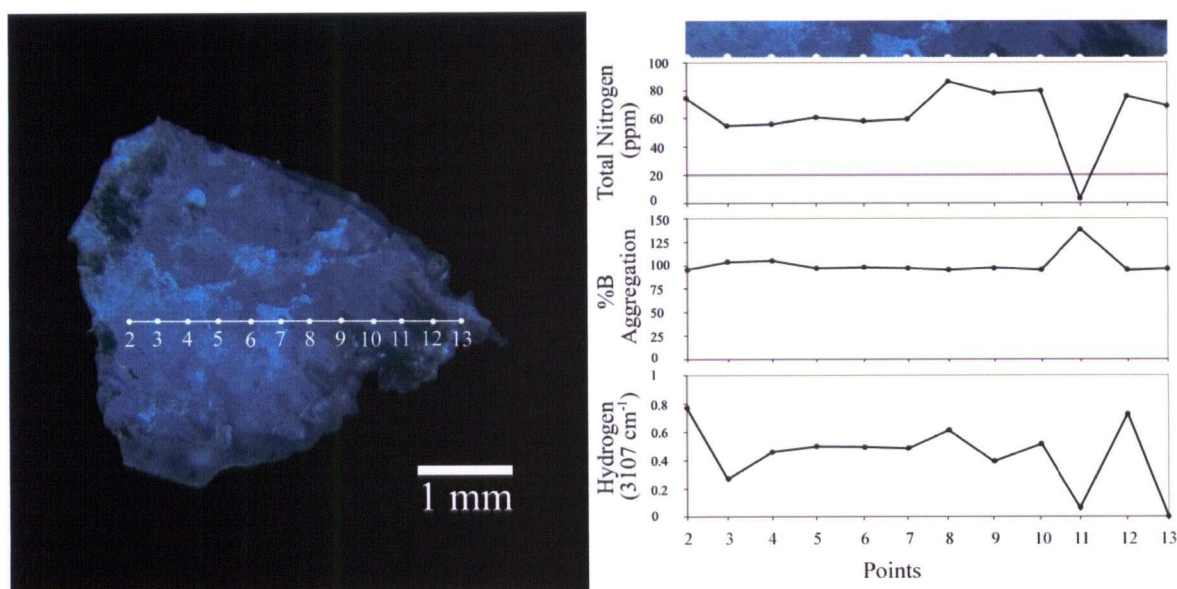 2 3 4 5 6 7 8 9 10 11 12 13
1 mm
Total Nitrogen
(ppm)
100
80
60
40
20
0
%B
Aggregation
150
125
100
75
50
25
0
Hydrogen
(3107 cm⁻¹)
1
0.8
0.6
0.4
0.2
0
2 3 4 5 6 7 8 9 10 11 12 13
Points